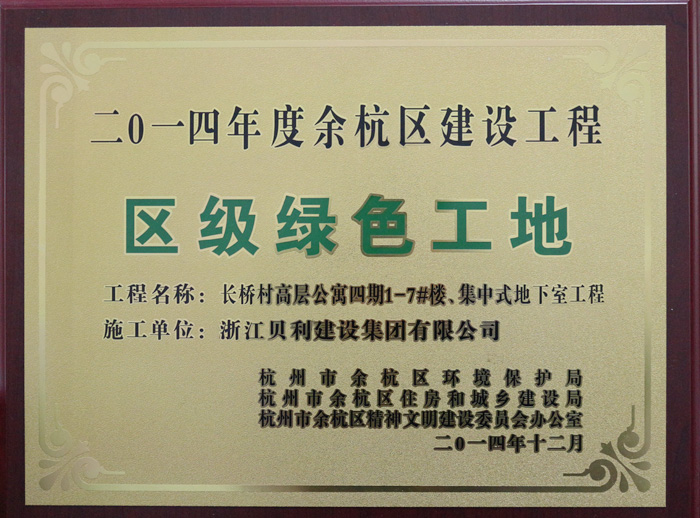 二0一四年度余杭区建设工程
区级绿色工地
工程名称：长桥村高层公寓四期1-7#楼、集中式地下室工程
施工单位：浙江贝利建设集团有限公司
杭州市余杭区环境保护局
杭州市余杭区住房和城乡建设局
杭州市余杭区精神文明建设委员会办公室
二0一四年十二月